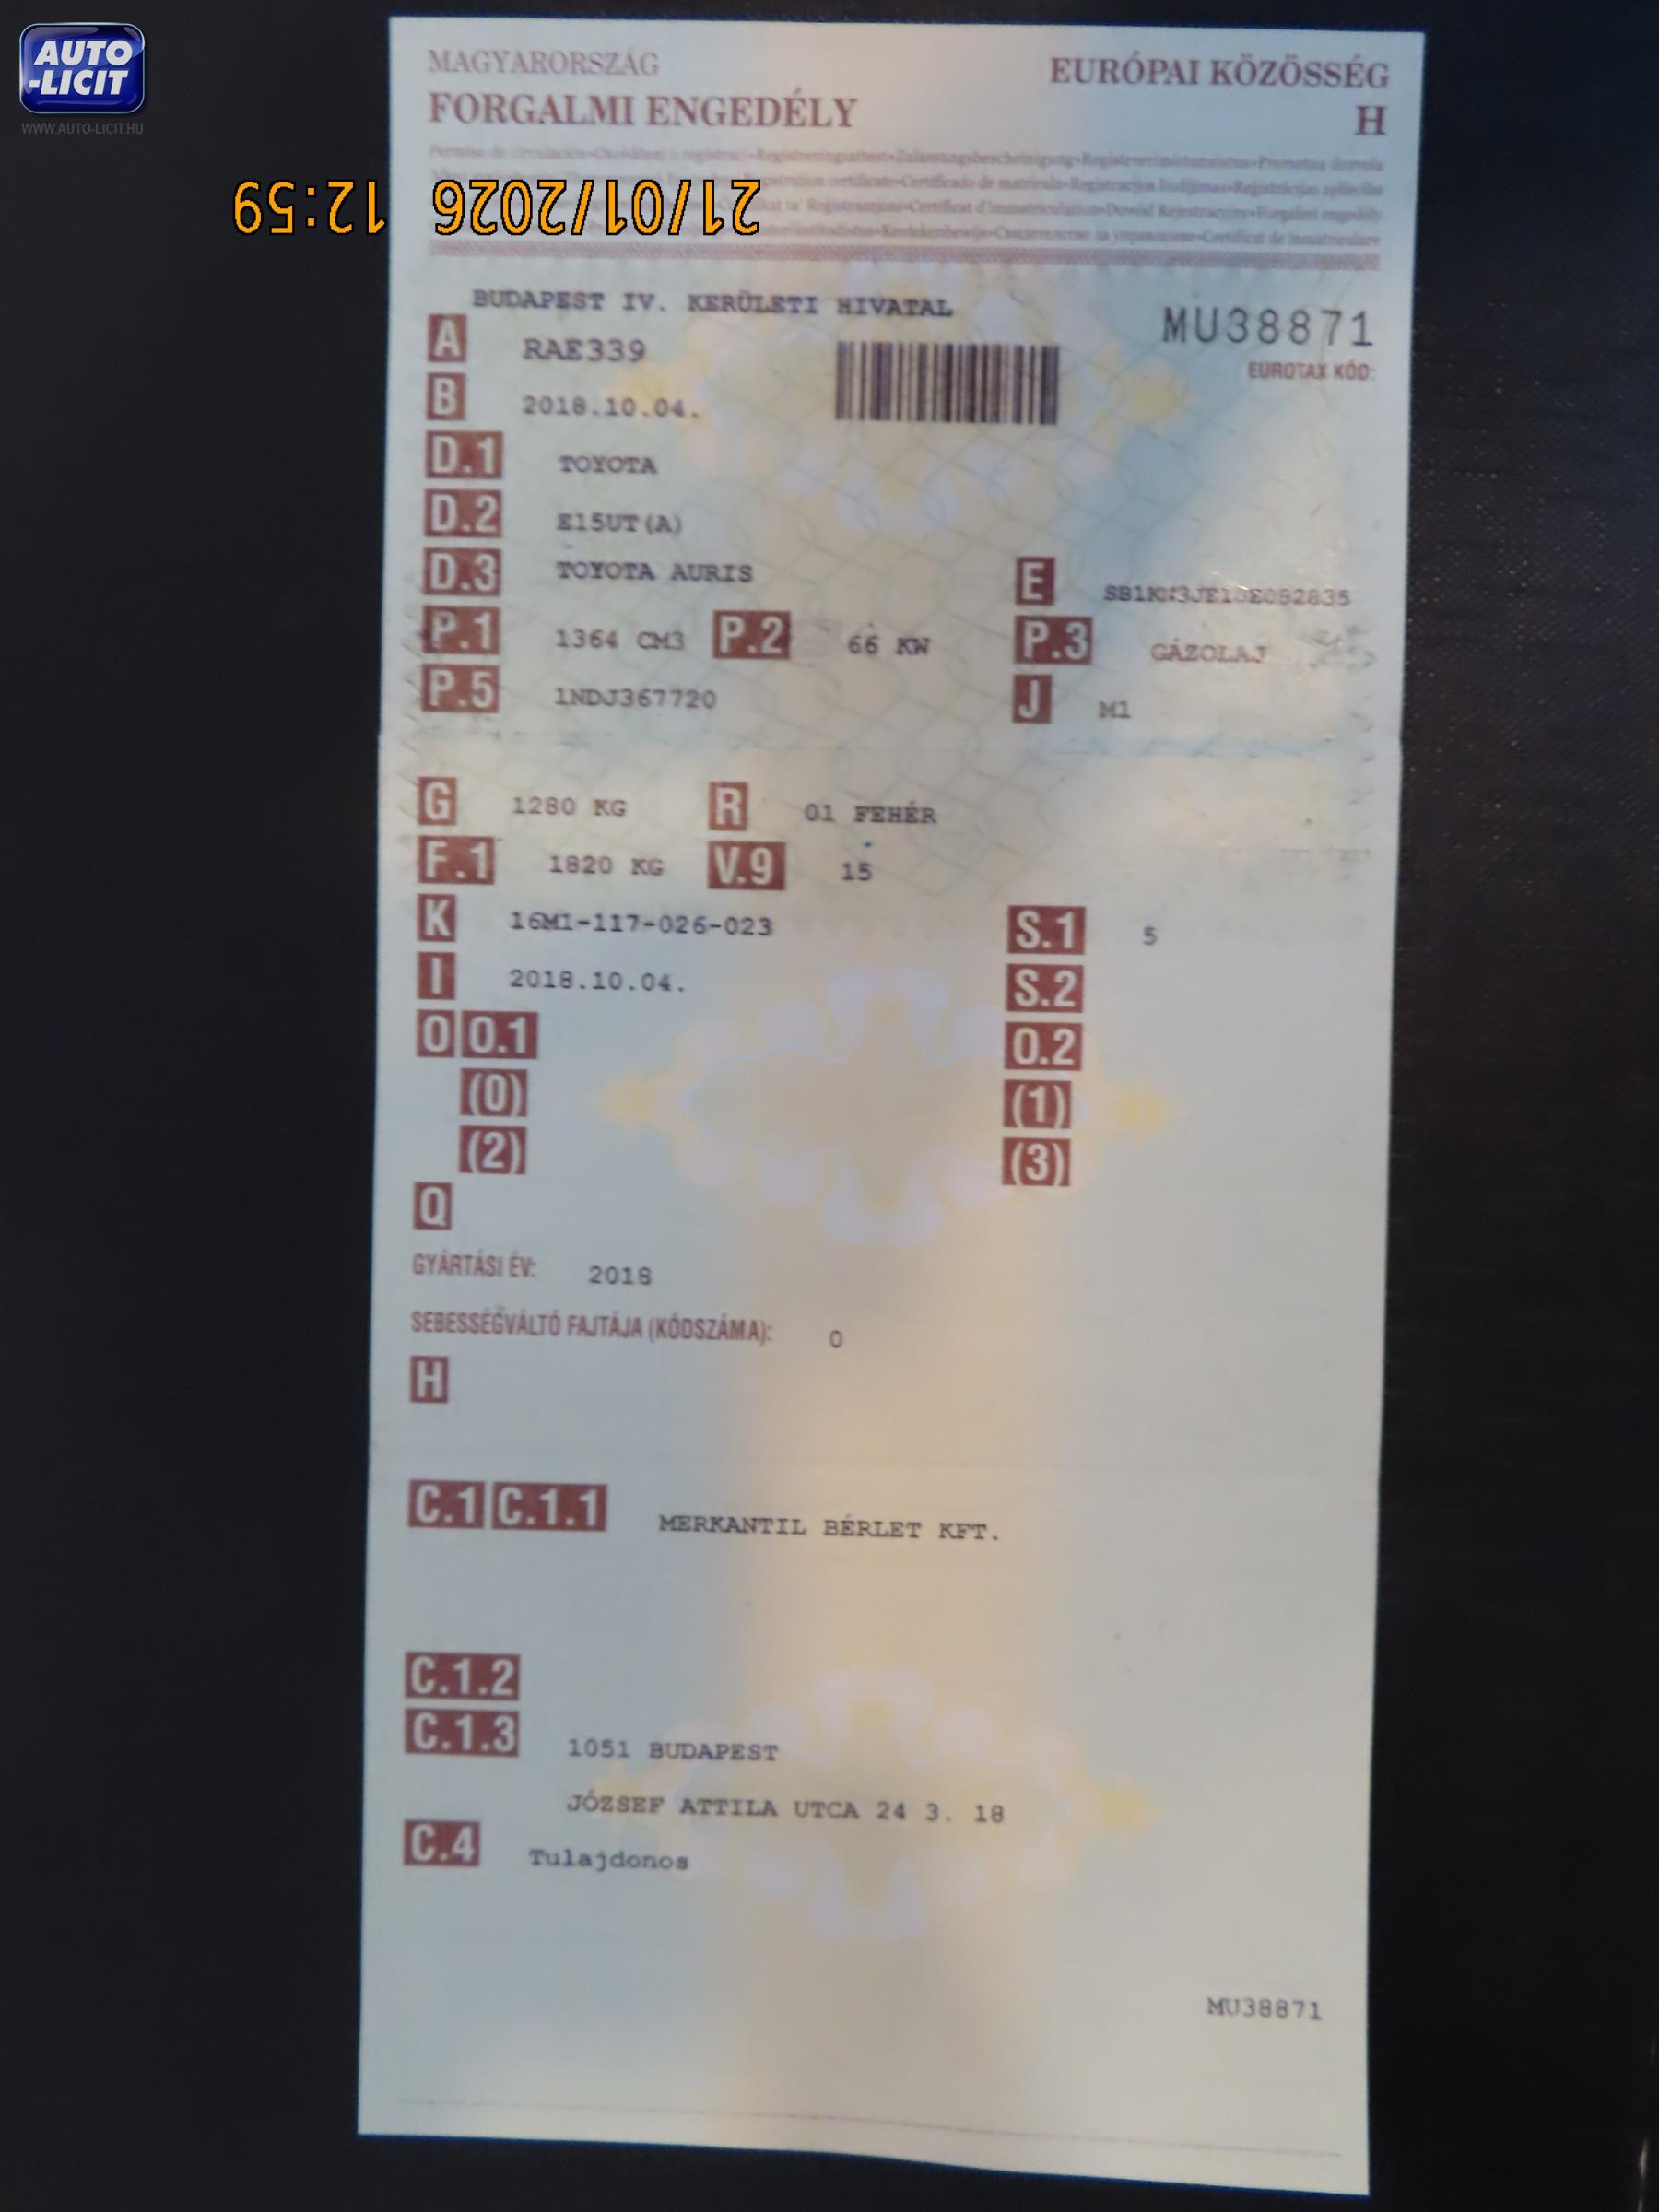 AUTO
-LICIT
WWW.AUTO-LICIT.HU
MAGYARORSZÁG
EURÓPAI KÖZÖSSÉG
FORGALMI ENGEDÉLY
H
21/01/2026 12:59
BUDAPEST IV. KERÜLETI HIVATAL
MU38871
A RAE339
EUROTAX KÓD:
B 2018.10.04.
D.1 TOYOTA
D.2 E15UT(A)
D.3 TOYOTA AURIS
E
P.1 1364 CM3 P.2 66 KW P.3 GÁZOLAJ
P.5 1NDJ367720 J M1
G 1280 KG R 01 FEHÉR
F.1 1820 KG V.9 15
K 16M1-117-026-023 S.1 5
I 2018.10.04. S.2
O O.1 O.2
(0) (1)
(2) (3)
Q
GYÁRTÁSI ÉV: 2018
SEBESSÉGVÁLTÓ FAJTÁJA (KÓDSZÁMA): 0
H
C.1 C.1.1 MERKANTIL BÉRLET KFT.
C.1.2
C.1.3 1051 BUDAPEST
JÓZSEF ATTILA UTCA 24 3. 18
C.4 Tulajdonos
MU38871